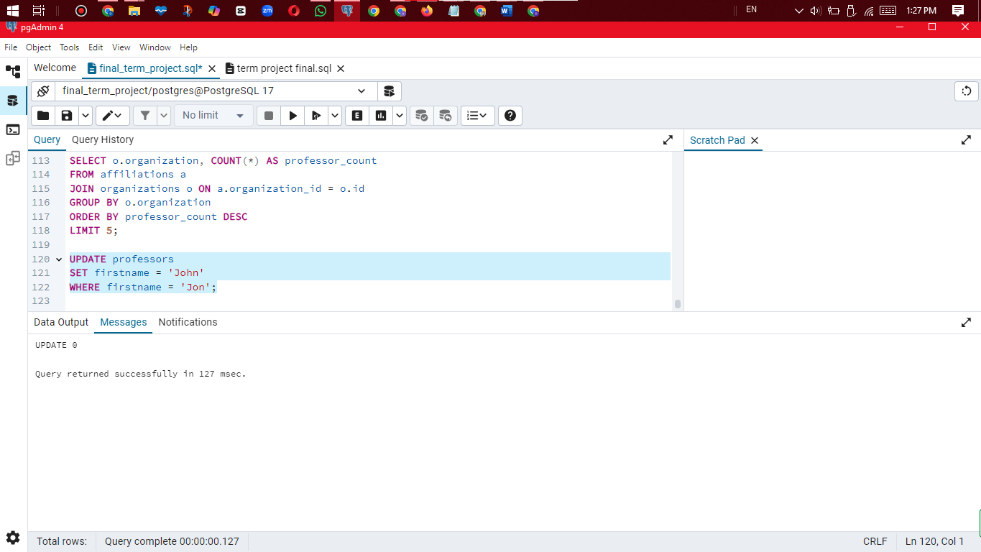 EN
1:27 PM
pgAdmin 4
File Object Tools Edit View Window Help
Welcome final_term_project.sql* term project final.sql
final_term_project/postgres@PostgreSQL 17
No limit
E
Query Query History
Scratch Pad
113 SELECT o.organization, COUNT(*) AS professor_count
114 FROM affiliations a
115 JOIN organizations o ON a.organization_id = o.id
116 GROUP BY o.organization
117 ORDER BY professor_count DESC
118 LIMIT 5;
119
120 UPDATE professors
121 SET firstname = 'John'
122 WHERE firstname = 'Jon';
123
Data Output Messages Notifications
UPDATE 0
Query returned successfully in 127 msec.
Total rows: Query complete 00:00:00.127
CRLF Ln 120, Col 1